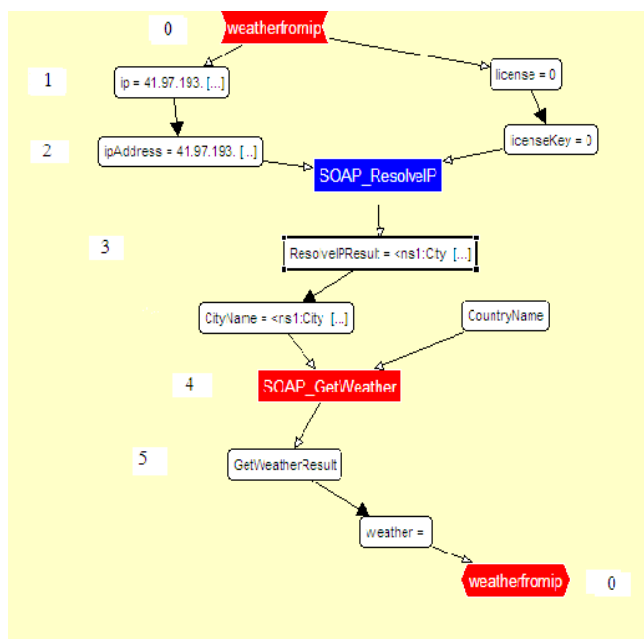 0
weatherfromip
1
ip = 41.97.193. [...]
license = 0
2
ipAddress = 41.97.193. [...]
icenseKey = 0
SOAP_ResolveIP
3
ResolveIPResult = <ns1:City [...]
CityName = <ns1:City [...]
CountryName
4
SOAP_GetWeather
5
GetWeatherResult
weather =
weatherfromip
0